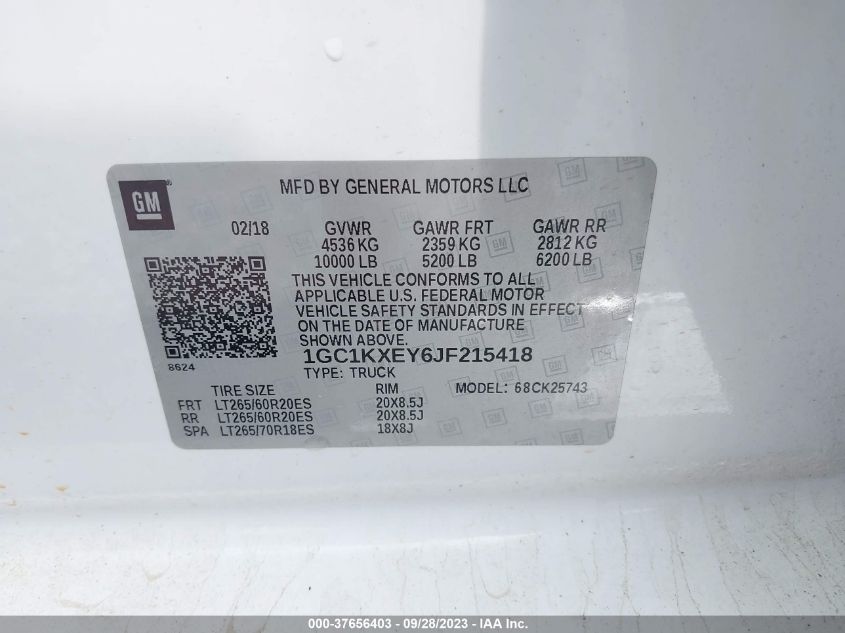 GM
MFD BY GENERAL MOTORS LLC
02/18 GVWR GAWR FRT GAWR RR
4536 KG 2359 KG 2812 KG
10000 LB 5200 LB 6200 LB
THIS VEHICLE CONFORMS TO ALL
APPLICABLE U.S. FEDERAL MOTOR
VEHICLE SAFETY STANDARDS IN EFFECT
ON THE DATE OF MANUFACTURE
SHOWN ABOVE.
8624
1GC1KXEY6JF215418
TYPE: TRUCK
MODEL: 68CK25743
TIRE SIZE RIM
FRT LT265/60R20ES 20X8.5J
RR LT265/60R20ES 20X8.5J
SPA LT265/70R18ES 18X8J
000-37656403 - 09/28/2023 - IAA Inc.